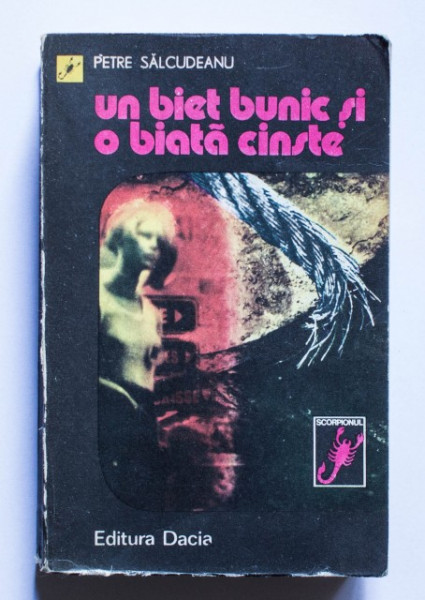 PETRE SĂLCUDEANU
un biet bunic și
o biată cinste
SCORPIONUL
Editura Dacia